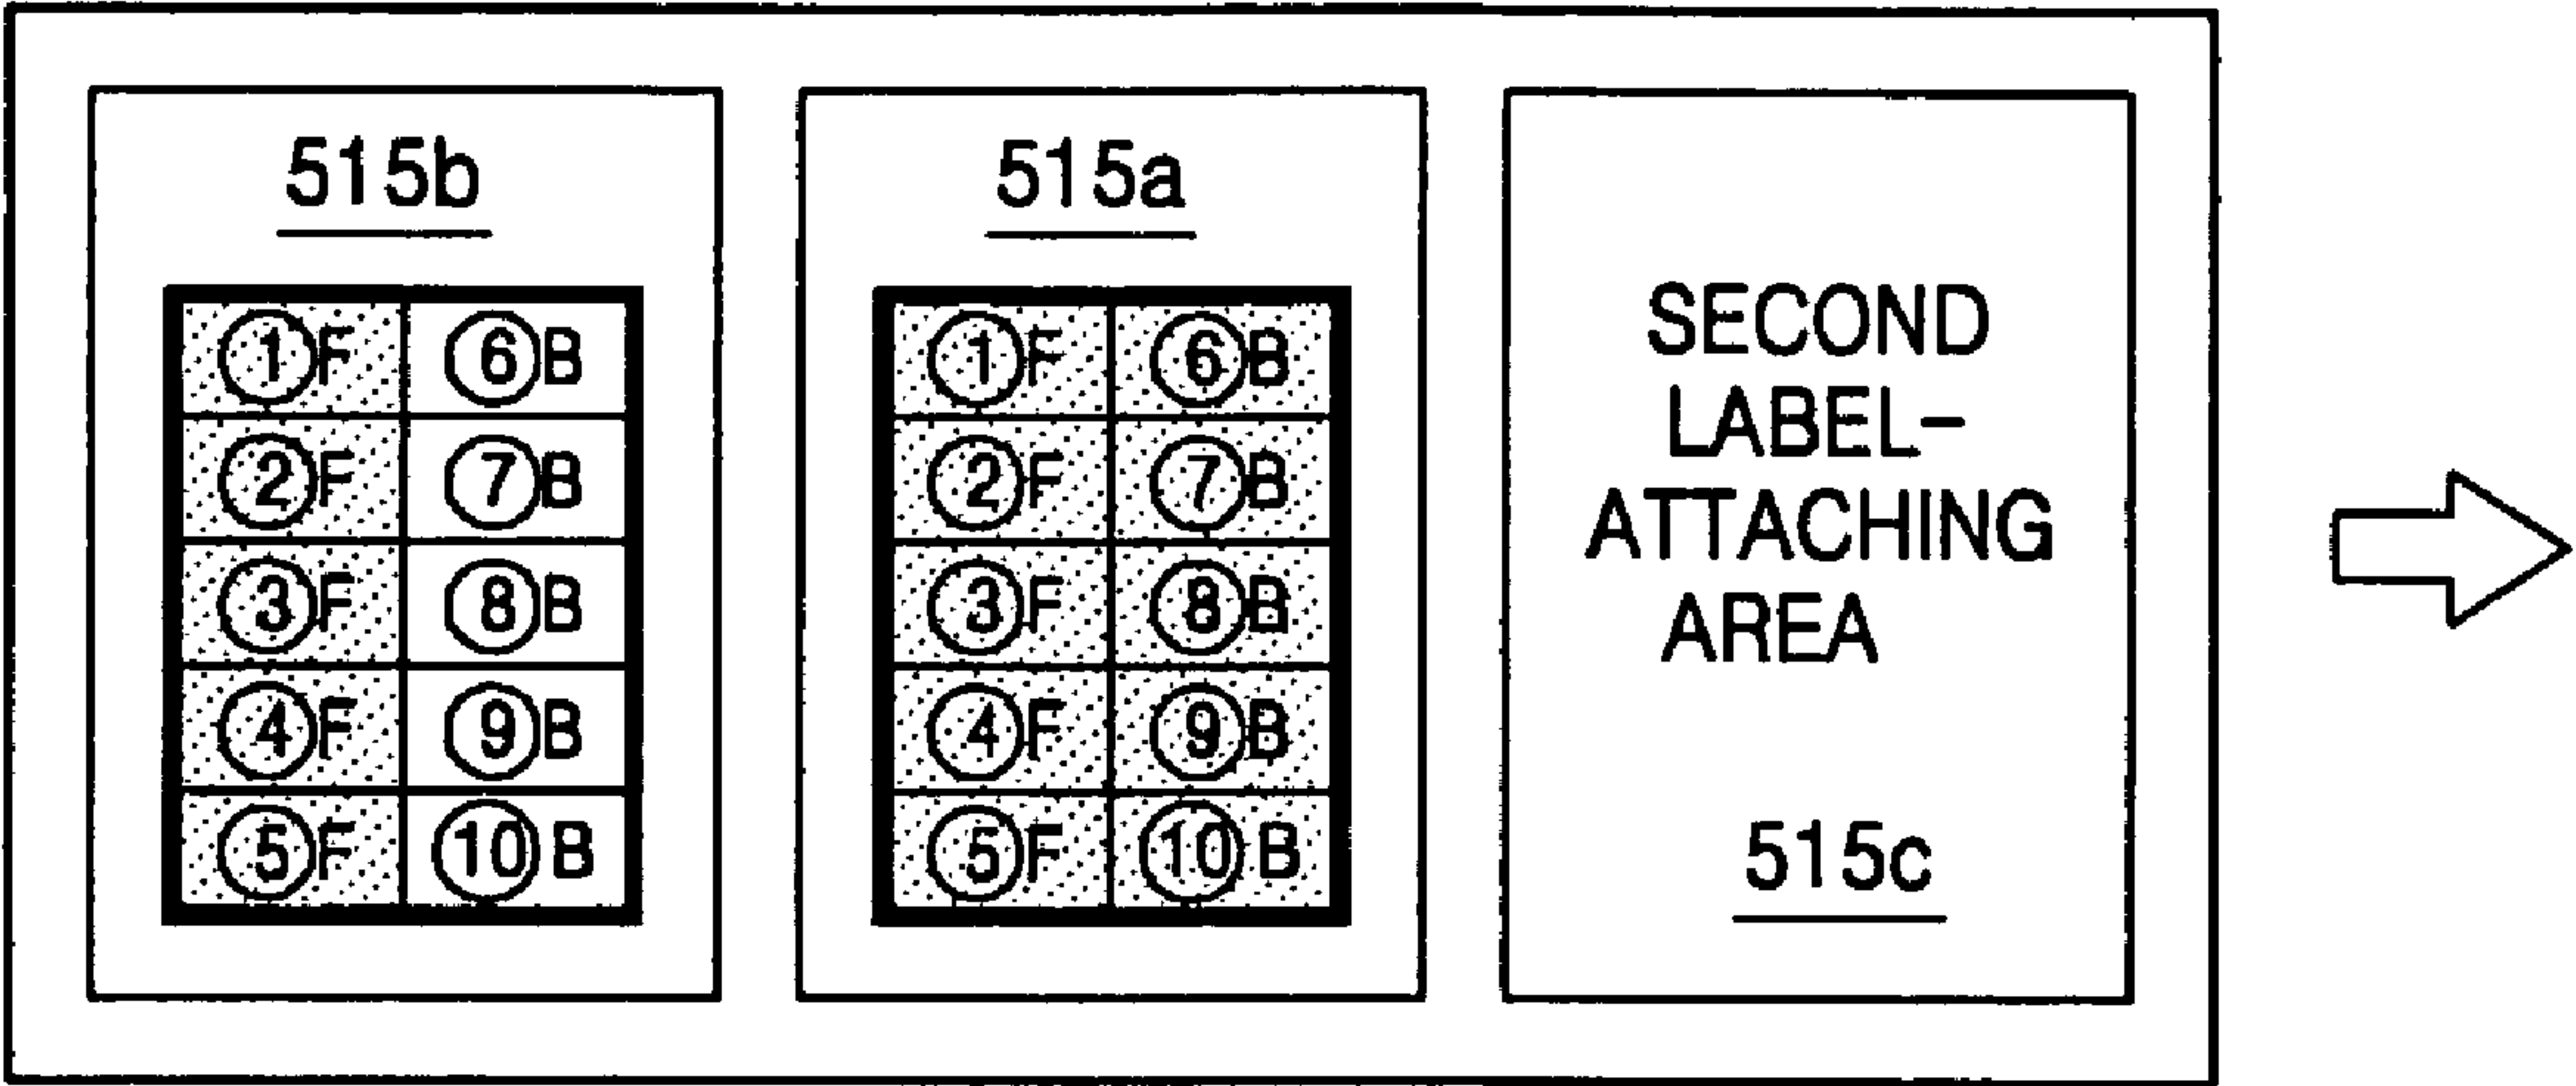 515b
①F ⑥B
②F ⑦B
③F ⑧B
④F ⑨B
⑤F ⑩B
515a
①F ⑥B
②F ⑦B
③F ⑧B
④F ⑨B
⑤F ⑩B
SECOND
LABEL-
ATTACHING
AREA
515c